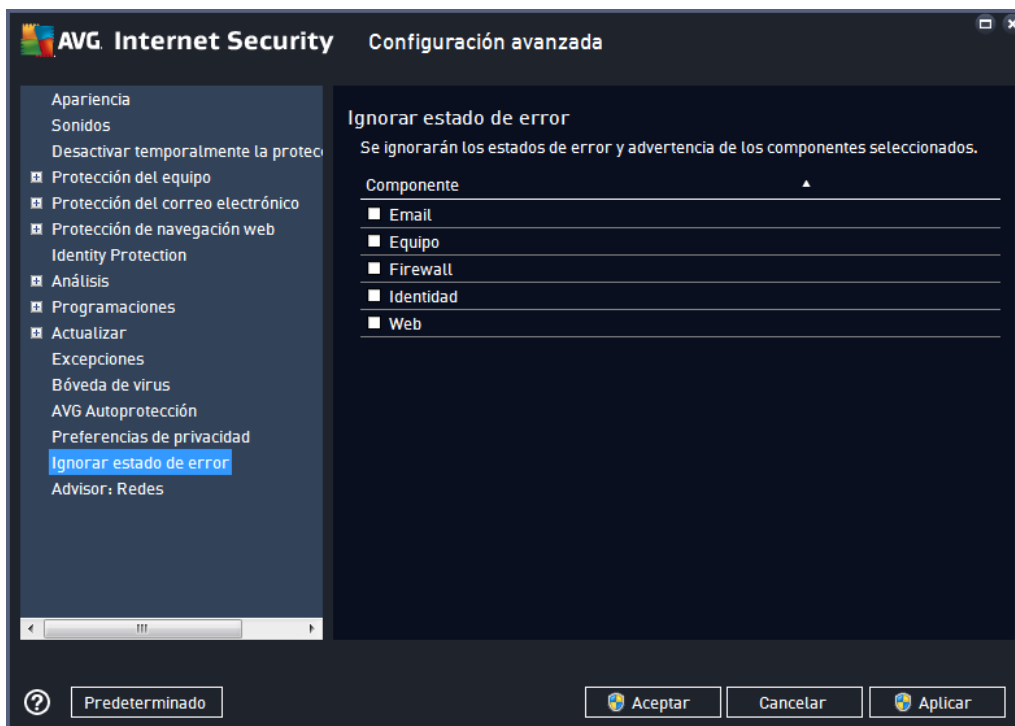 AVG. Internet Security Configuración avanzada
Apariencia
Sonidos
Desactivar temporalmente la protec
Protección del equipo
Protección del correo electrónico
Protección de navegación web
Identity Protection
Análisis
Programaciones
Actualizar
Excepciones
Bóveda de virus
AVG Autoprotección
Preferencias de privacidad
Ignorar estado de error
Advisor: Redes
Ignorar estado de error
Se ignorarán los estados de error y advertencia de los componentes seleccionados.
Componente
Email
Equipo
Firewall
Identidad
Web
? Predeterminado Aceptar Cancelar Aplicar